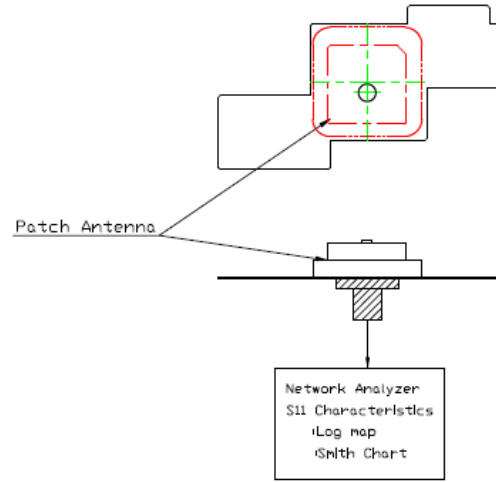 Patch Antenna
Network Analyzer
S11 Characteristics
Log map
Smith Chart